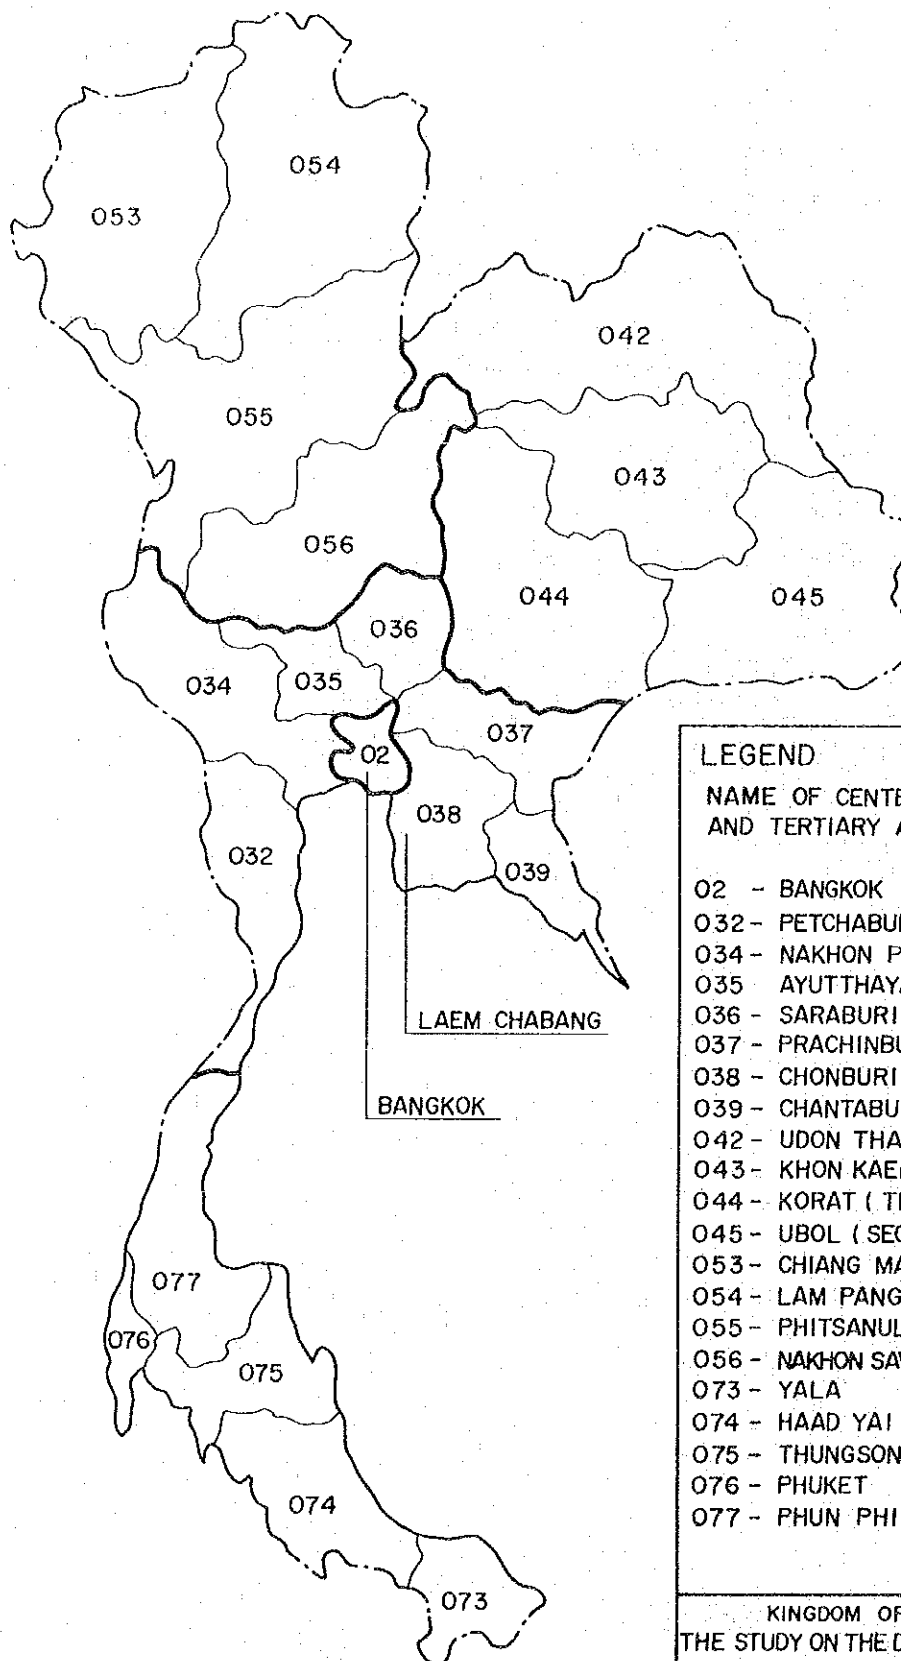 054
053
042
055
043
056
044
045
036
034
035
037
02
038
032
039
LAEM CHABANG
BANGKOK
077
076
075
074
073
LEGEND
NAME OF CENTE
AND TERTIARY A
02 - BANGKOK
032 - PETCHABU
034 - NAKHON P
035 AYUTTHAYA
036 - SARABURI
037 - PRACHINBU
038 - CHONBURI
039 - CHANTABU
042 - UDON THA
043 - KHON KAE
044 - KORAT ( T
045 - UBOL ( SEC
053 - CHIANG MA
054 - LAM PANG
055 - PHITSANUL
056 - NAKHON SA
073 - YALA
074 - HAAD YAI
075 - THUNGSON
076 - PHUKET
077 - PHUN PHI
KINGDOM OF
THE STUDY ON THE D